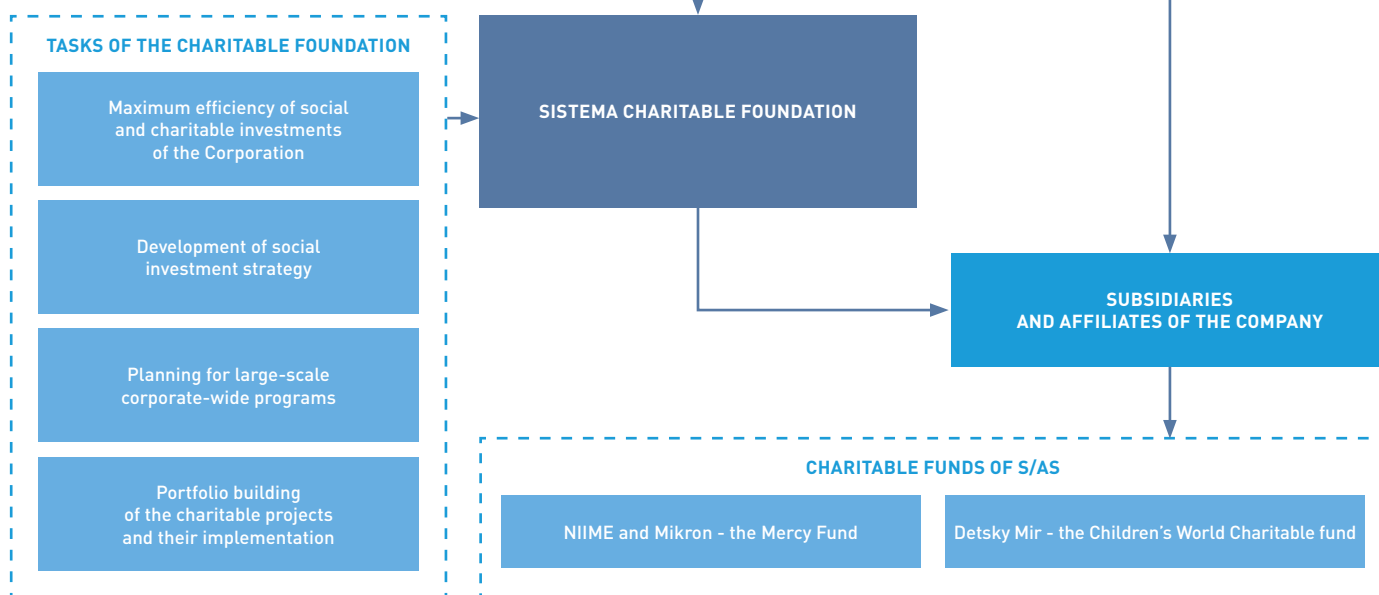 TASKS OF THE CHARITABLE FOUNDATION
Maximum efficiency of social
and charitable investments
of the Corporation
Development of social
investment strategy
Planning for large-scale
corporate-wide programs
Portfolio building
of the charitable projects
and their implementation
SISTEMA CHARITABLE FOUNDATION
SUBSIDIARIES
AND AFFILIATES OF THE COMPANY
CHARITABLE FUNDS OF S/AS
NIIME and Mikron - the Mercy Fund
Detsky Mir - the Children’s World Charitable fund